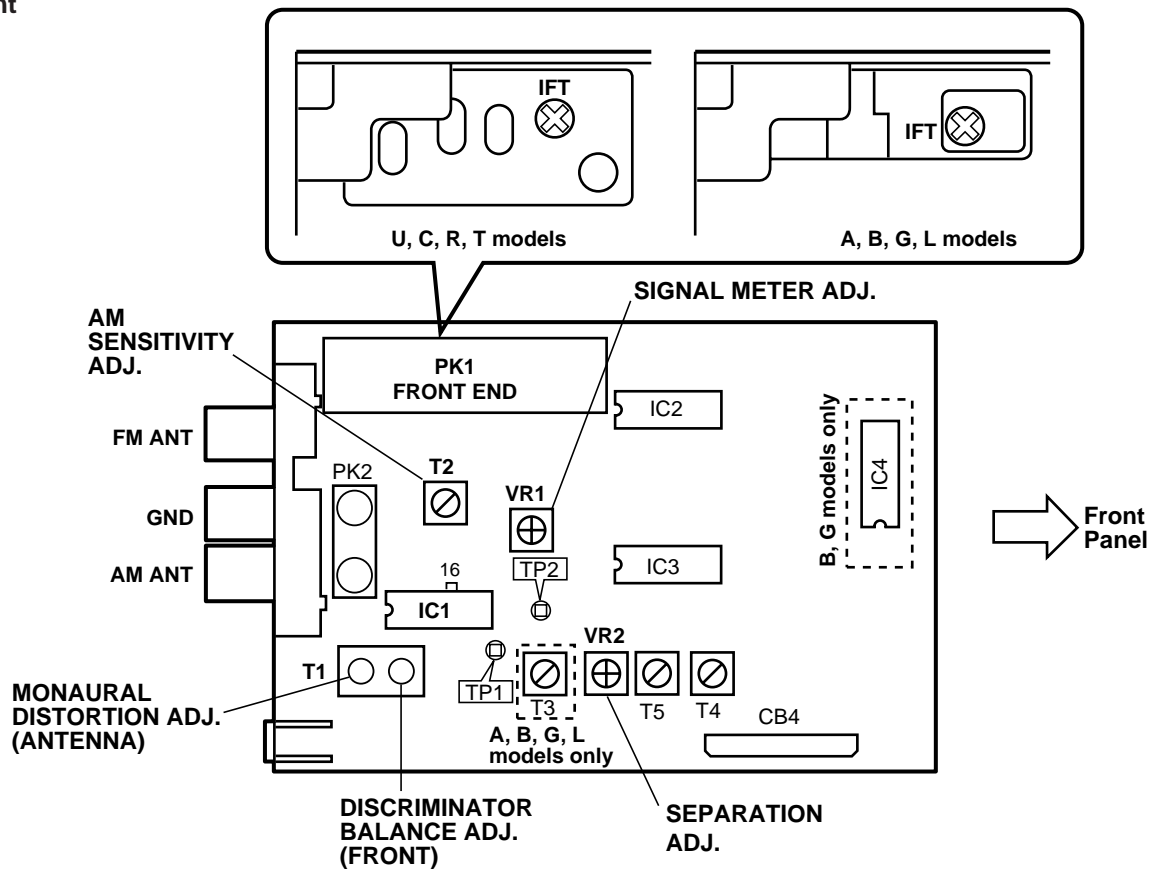 nt
IFT
IFT
U, C, R, T models
A, B, G, L models
SIGNAL METER ADJ.
AM
SENSITIVITY
ADJ.
PK1
FRONT END
IC2
B, G models only
IC4
FM ANT
PK2
T2
VR1
GND
Front
Panel
AM ANT
16
TP2
IC3
IC1
VR2
T1
TP1
T3
T5
T4
MONAURAL
DISTORTION ADJ.
(ANTENNA)
A, B, G, L
models only
CB4
DISCRIMINATOR
BALANCE ADJ.
(FRONT)
SEPARATION
ADJ.